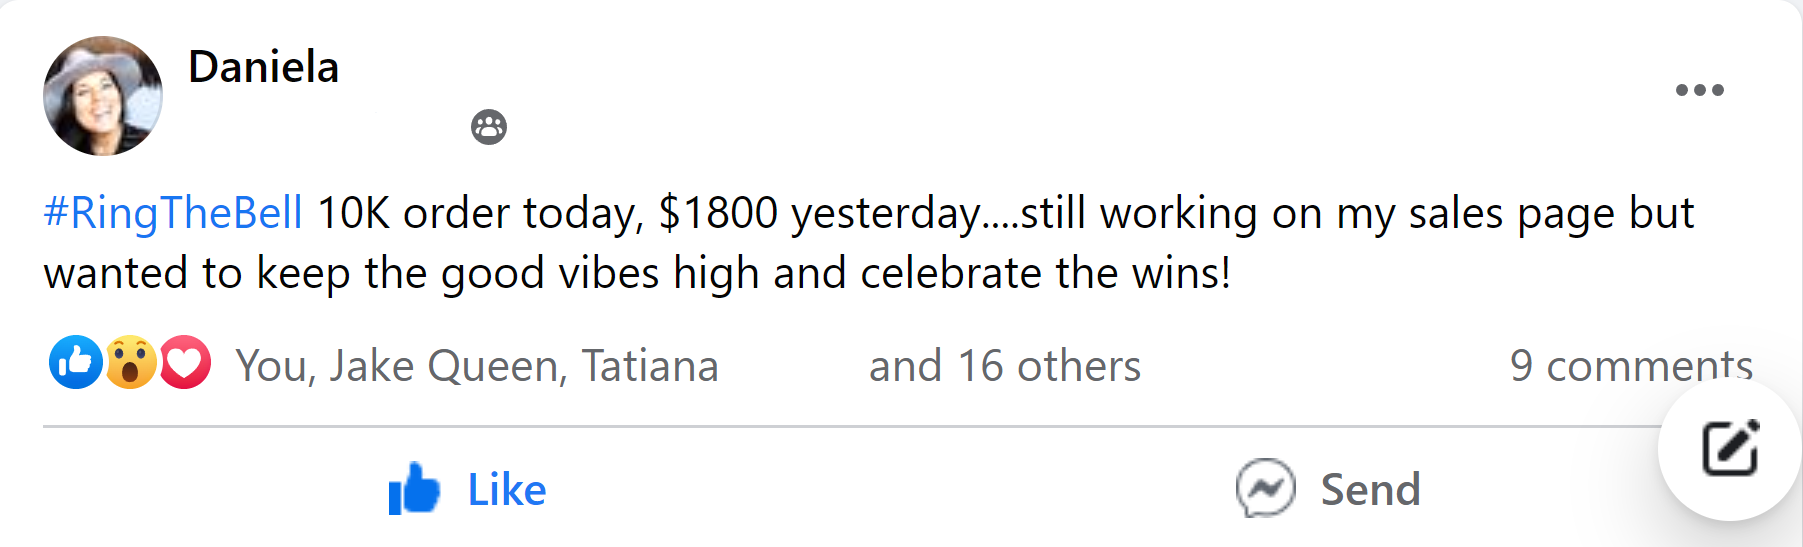 Daniela
#RingTheBell 10K order today, $1800 yesterday....still working on my sales page but
wanted to keep the good vibes high and celebrate the wins!
You, Jake Queen, Tatiana and 16 others
9 comments
Like
Send